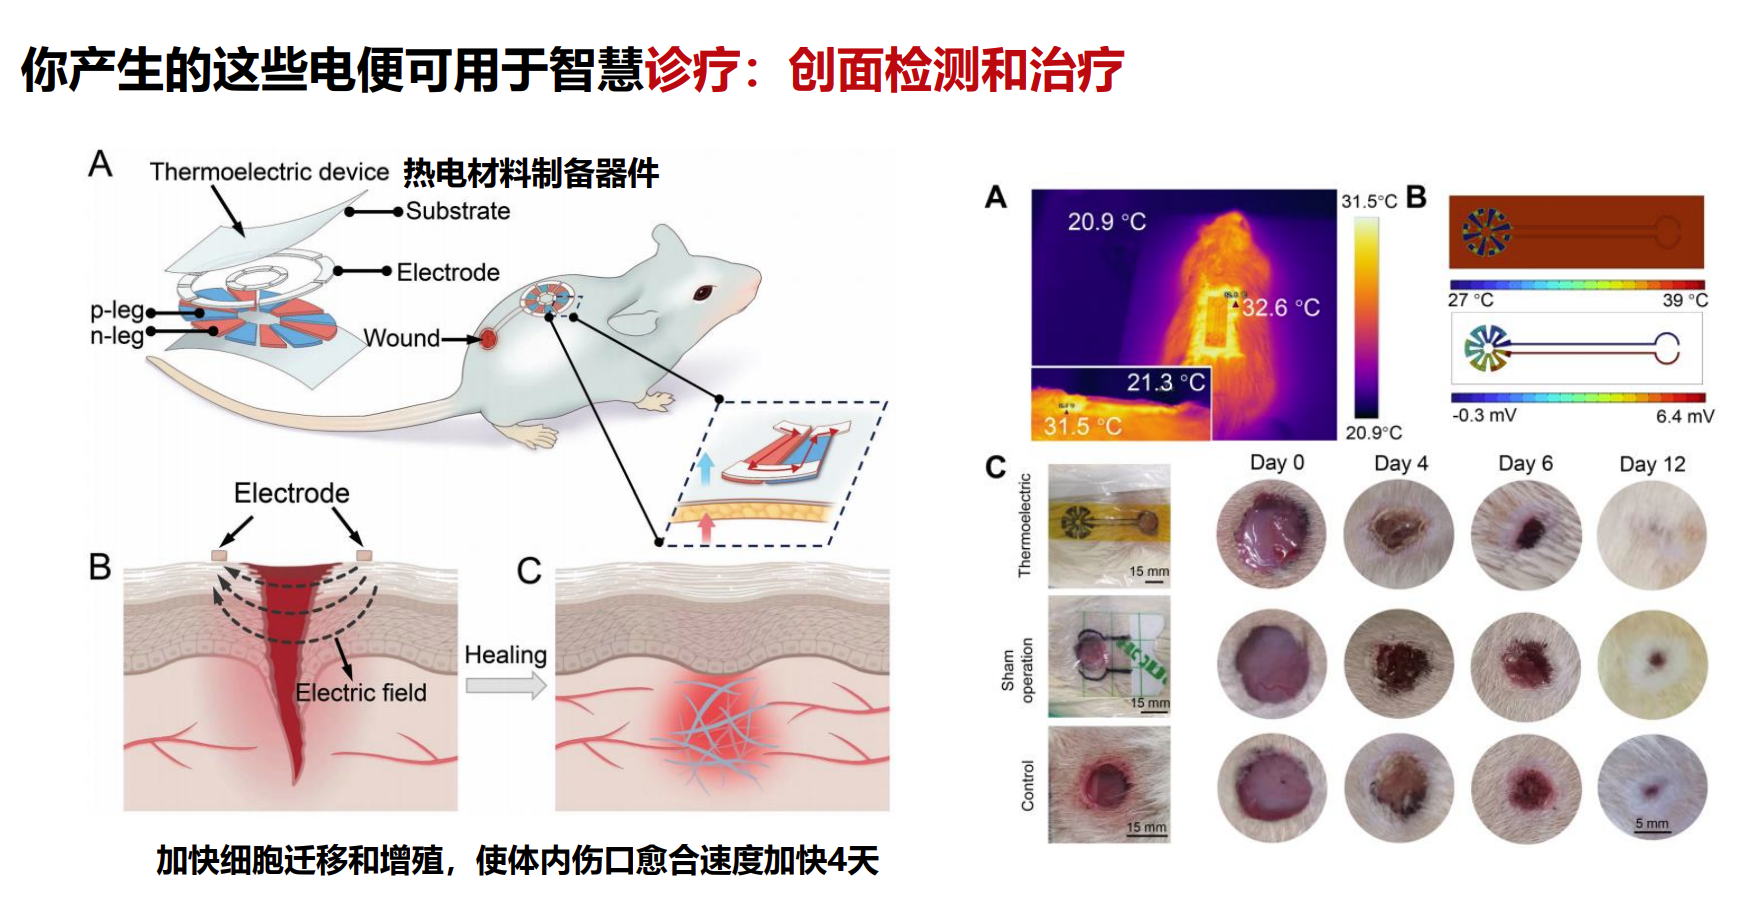 你产生的这些电便可用于智慧诊疗：创面检测和治疗
A
Thermoelectric device 热电材料制备器件
Substrate
Electrode
p-leg
n-leg
Wound
Electrode
B
Electric field
Healing
C
加快细胞迁移和增殖，使体内伤口愈合速度加快4天
A
20.9 °C
32.6 °C
21.3 °C
31.5 °C
31.5°C
20.9°C
B
27 °C
39 °C
-0.3 mV
6.4 mV
C
Day 0
Day 4
Day 6
Day 12
Thermoelectric
15 mm
Sham
operation
15 mm
Control
15 mm
5 mm